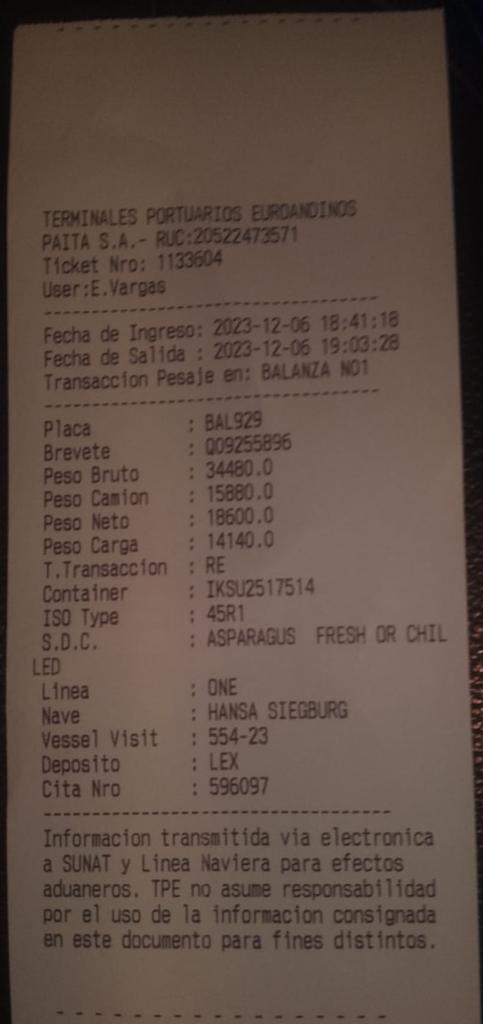 TERMINALES PORTUARIOS EUROANDINOS
PAITA S.A.- RUC:20522473571
Ticket Nro: 1133604
User:E.Vargas
Fecha de Ingreso: 2023-12-06 18:41:18
Fecha de Salida : 2023-12-06 19:03:28
Transaccion Pesaje en: BALANZA NO1
Placa : BAL929
Brevete : Q09255896
Peso Bruto : 34480.0
Peso Camion : 15880.0
Peso Neto : 18600.0
Peso Carga : 14140.0
T.Transaccion : RE
Container : IKSU2517514
ISO Type : 45R1
S.D.C. : ASPARAGUS FRESH OR CHIL
LED
Linea : ONE
Nave : HANSA SIEGBURG
Vessel Visit : 554-23
Deposito : LEX
Cita Nro : 596097
Informacion transmitida via electronica
a SUNAT y Linea Naviera para efectos
aduaneros. TPE no asume responsabilidad
por el uso de la informacion consignada
en este documento para fines distintos.